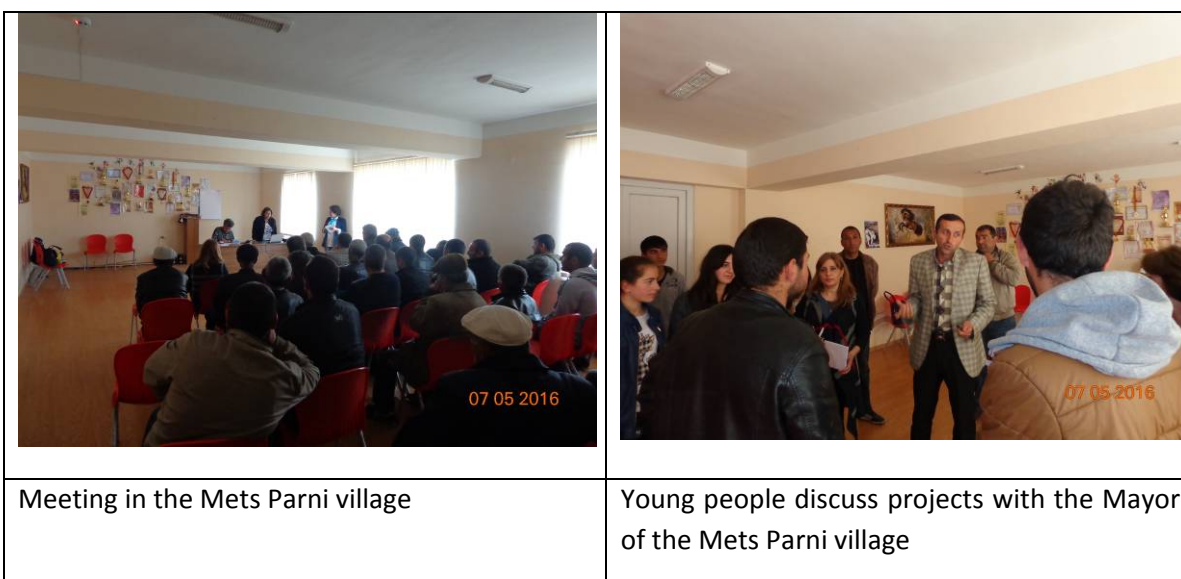 07 05 2016
07 05 2016
Meeting in the Mets Parni village
Young people discuss projects with the Mayor
of the Mets Parni village